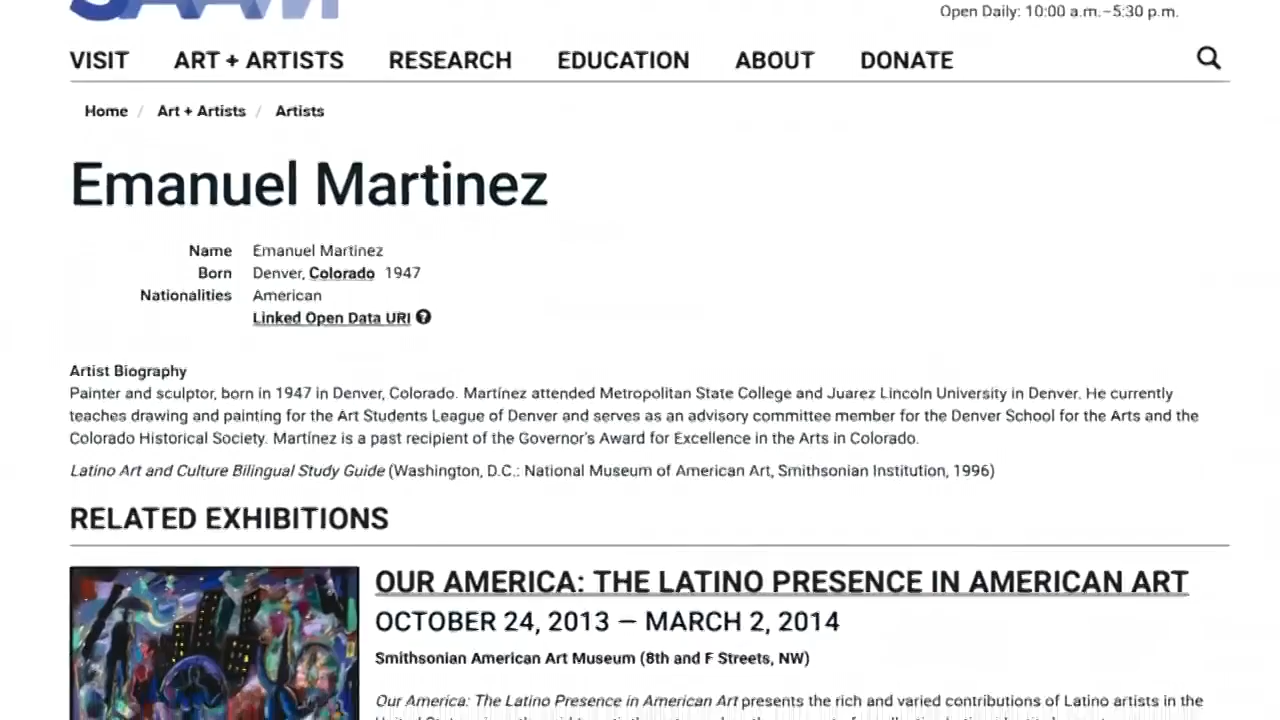 SAAM
Open Daily: 10:00 a.m.–5:30 p.m.
VISIT ART + ARTISTS RESEARCH EDUCATION ABOUT DONATE
Home / Art + Artists / Artists
Emanuel Martinez
Name Emanuel Martinez
Born Denver, Colorado 1947
Nationalities American
Linked Open Data URI
Artist Biography
Painter and sculptor, born in 1947 in Denver, Colorado. Martínez attended Metropolitan State College and Juarez Lincoln University in Denver. He currently
teaches drawing and painting for the Art Students League of Denver and serves as an advisory committee member for the Denver School for the Arts and the
Colorado Historical Society. Martínez is a past recipient of the Governor's Award for Excellence in the Arts in Colorado.
Latino Art and Culture Bilingual Study Guide (Washington, D.C.: National Museum of American Art, Smithsonian Institution, 1996)
RELATED EXHIBITIONS
OUR AMERICA: THE LATINO PRESENCE IN AMERICAN ART
OCTOBER 24, 2013 — MARCH 2, 2014
Smithsonian American Art Museum (8th and F Streets, NW)
Our America: The Latino Presence in American Art presents the rich and varied contributions of Latino artists in the